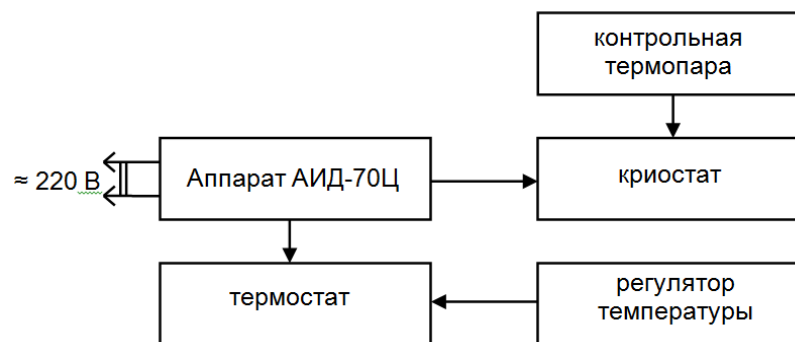 контрольная
термопара
≈ 220 В
Аппарат АИД-70Ц
криостат
термостат
регулятор
температуры